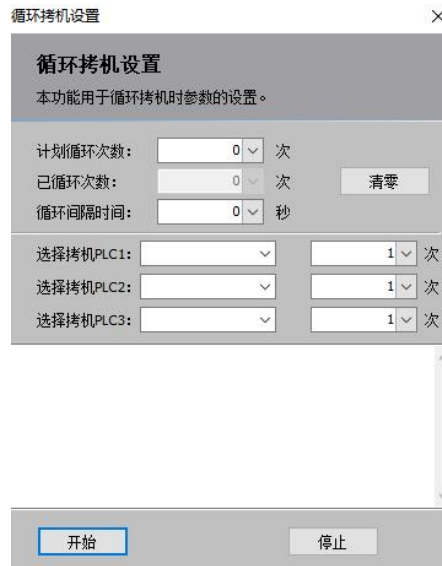 循环拷机设置
循环拷机设置
本功能用于循环拷机时参数的设置。
计划循环次数: 0 次
已循环次数: 0 次 清零
循环间隔时间: 0 秒
选择拷机PLC1: 1 次
选择拷机PLC2: 1 次
选择拷机PLC3: 1 次
开始 停止